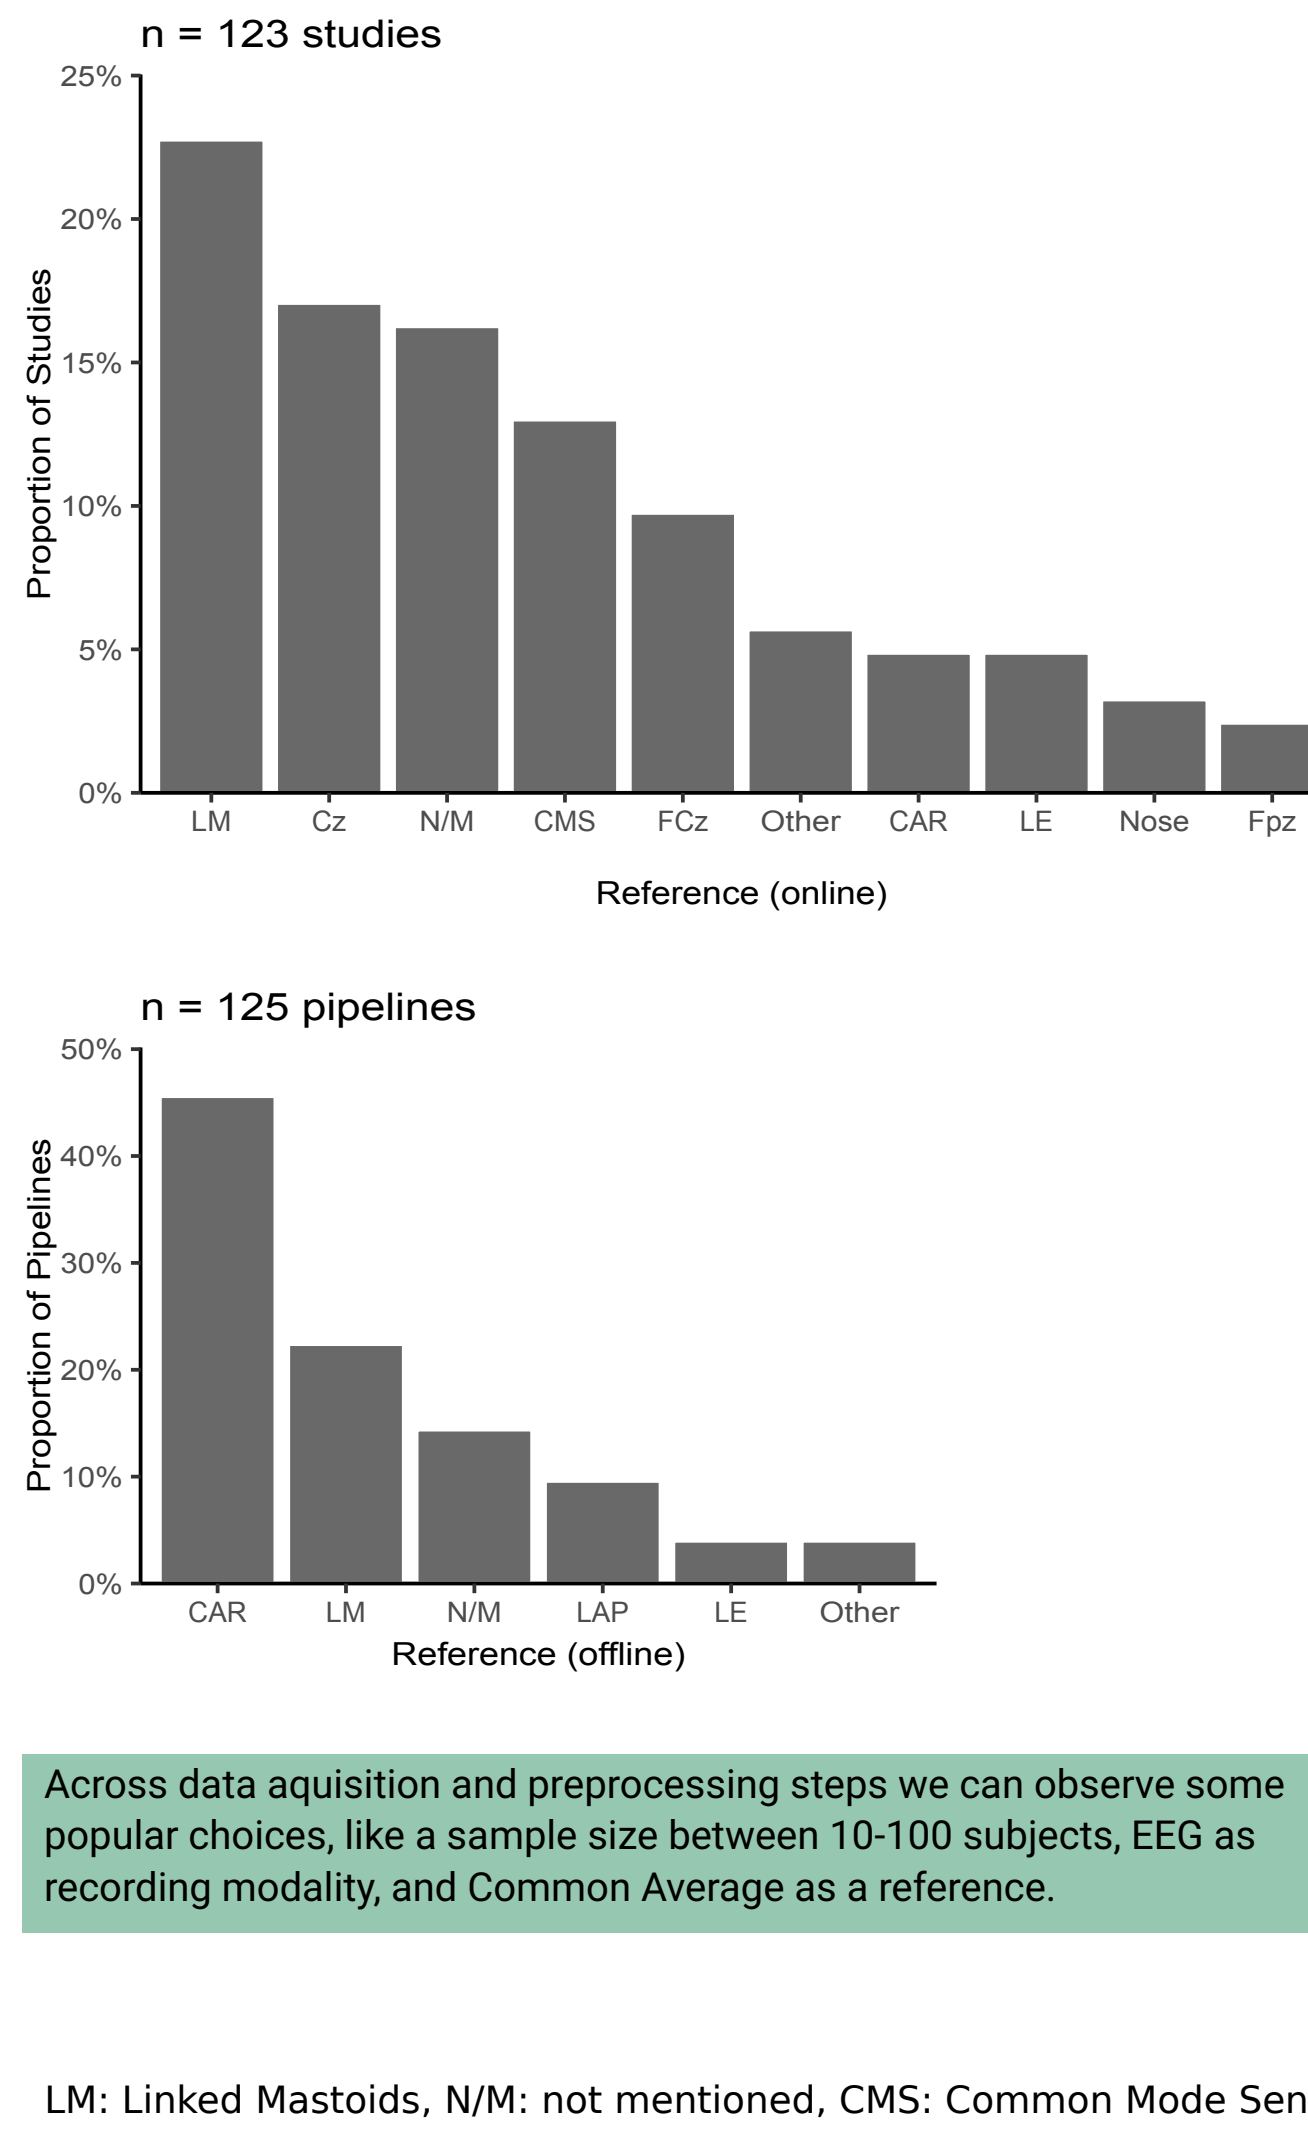 n = 123 studies
25%
20%
15%
10%
5%
0%
Proportion of Studies
LM Cz N/M CMS FCz Other CAR LE Nose Fpz
Reference (online)
n = 125 pipelines
50%
40%
30%
20%
10%
0%
Proportion of Pipelines
CAR LM N/M LAP LE Other
Reference (offline)
Across data aquisition and preprocessing steps we can observe some
popular choices, like a sample size between 10-100 subjects, EEG as
recording modality, and Common Average as a reference.
LM: Linked Mastoids, N/M: not mentioned, CMS: Common Mode Sen